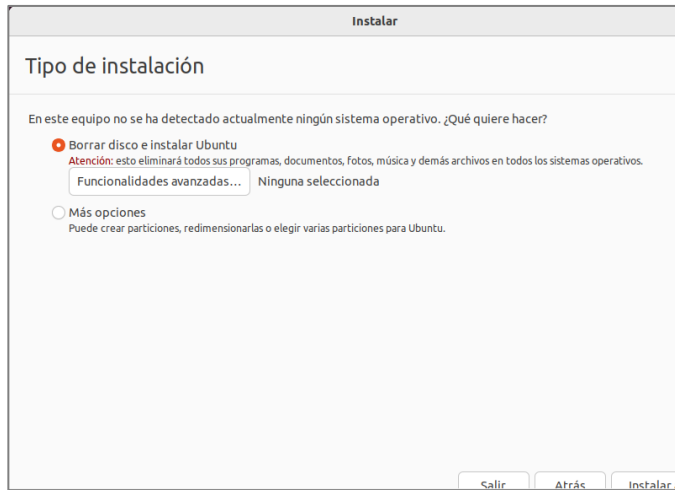 Instalar
Tipo de instalación
En este equipo no se ha detectado actualmente ningún sistema operativo. ¿Qué quiere hacer?
Borrar disco e instalar Ubuntu
Atención: esto eliminará todos sus programas, documentos, fotos, música y demás archivos en todos los sistemas operativos.
Funcionalidades avanzadas... Ninguna seleccionada
Más opciones
Puede crear particiones, redimensionarlas o elegir varias particiones para Ubuntu.
Salir Atrás Instalar